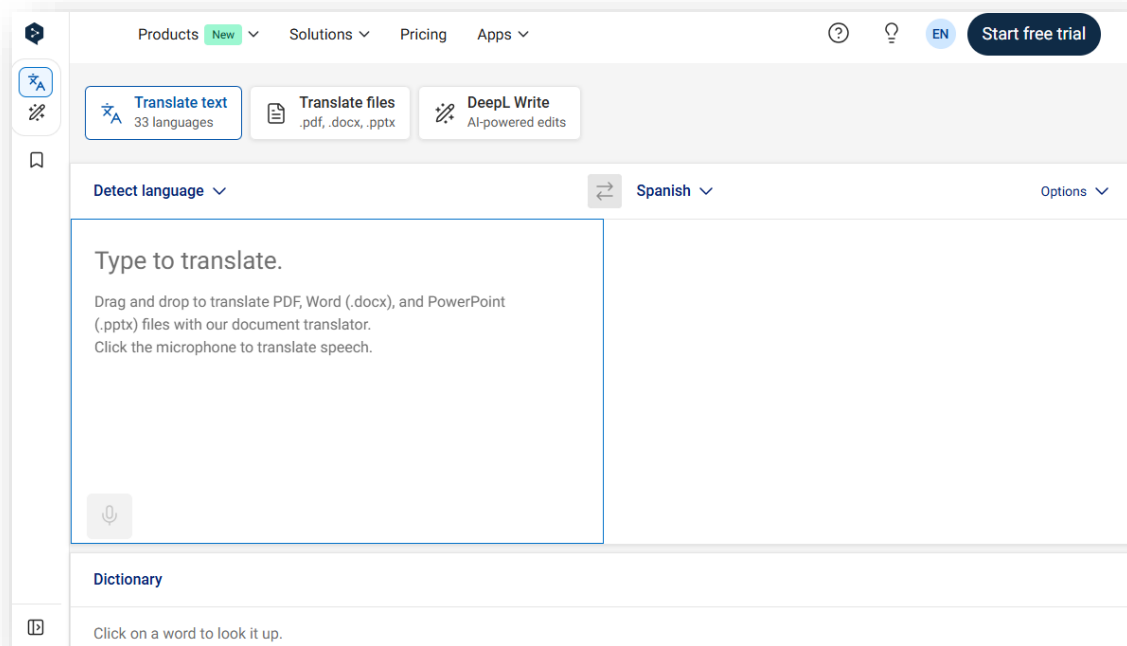 Products New
Solutions
Pricing
Apps
EN
Start free trial
Translate text
33 languages
Translate files
.pdf, .docx, .pptx
DeepL Write
AI-powered edits
Detect language
Spanish
Options
Type to translate.
Drag and drop to translate PDF, Word (.docx), and PowerPoint
(.pptx) files with our document translator.
Click the microphone to translate speech.
Dictionary
Click on a word to look it up.